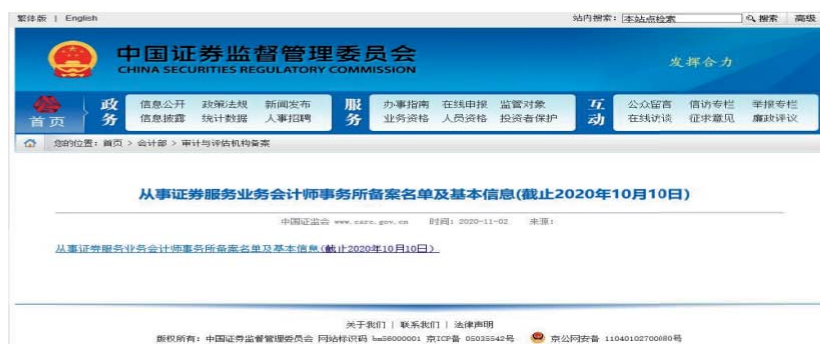 繁体版 | English 站内搜索: 本站点检索 搜索 高级
中国证券监督管理委员会
CHINA SECURITIES REGULATORY COMMISSION
发挥合力
首页 政务 信息公开 政策法规 新闻发布 服务 办事指南 在线申报 监管对象 互动 公众留言 信访专栏 举报专栏
信息披露 统计数据 人事招聘 业务资格 人员资格 投资者保护 在线访谈 征求意见 廉政评议
您的位置: 首页 > 会计部 > 审计与评估机构备案
从事证券服务业务会计师事务所备案名单及基本信息(截止2020年10月10日)
中国证监会 www.csrc.gov.cn 时间: 2020-11-02 来源:
从事证券服务业务会计师事务所备案名单及基本信息(截止2020年10月10日)
关于我们 | 联系我们 | 法律声明
版权所有: 中国证券监督管理委员会 网站标识码 bm56000001 京ICP备 05035542号 京公网安备 11040102700080号